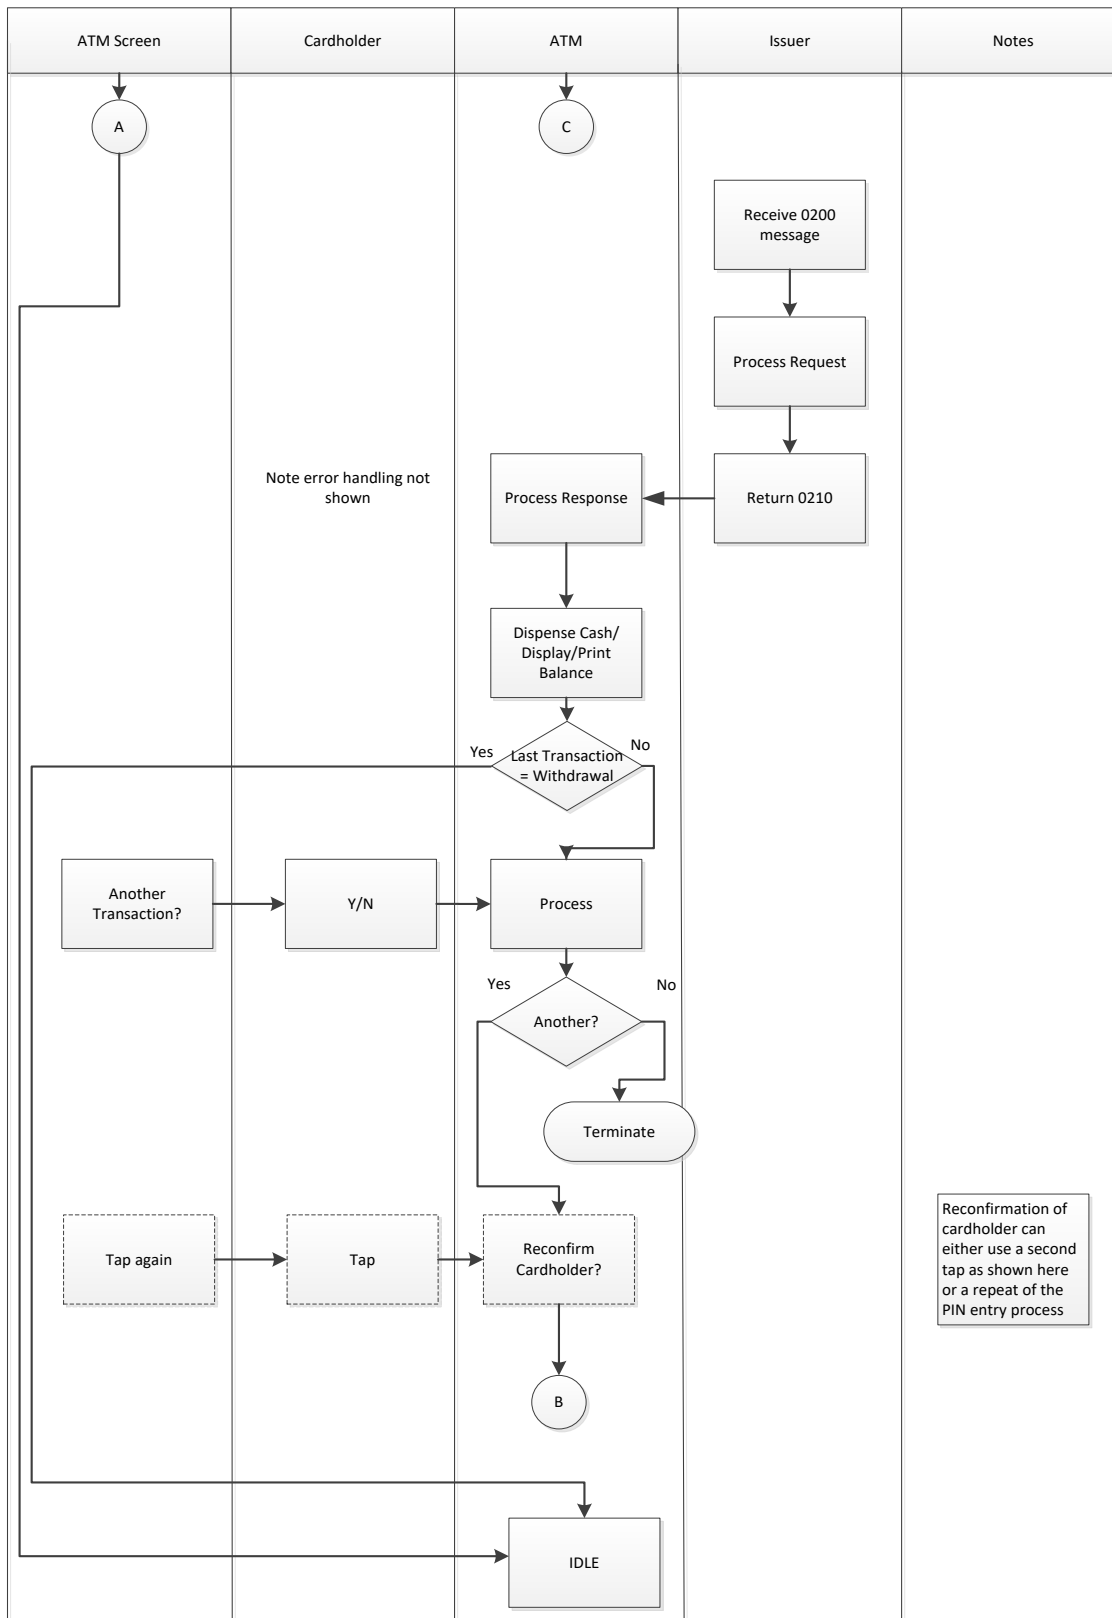 ATM Screen
Cardholder
ATM
Issuer
Notes
A
C
Receive 0200
message
Process Request
Note error handling not
shown
Process Response
Return 0210
Dispense Cash/
Display/Print
Balance
Yes
Last Transaction
= Withdrawal
No
Another
Transaction?
Y/N
Process
Yes
No
Another?
Terminate
Tap again
Tap
Reconfirm
Cardholder?
Reconfirmation of
cardholder can
either use a second
tap as shown here
or a repeat of the
PIN entry process
B
IDLE